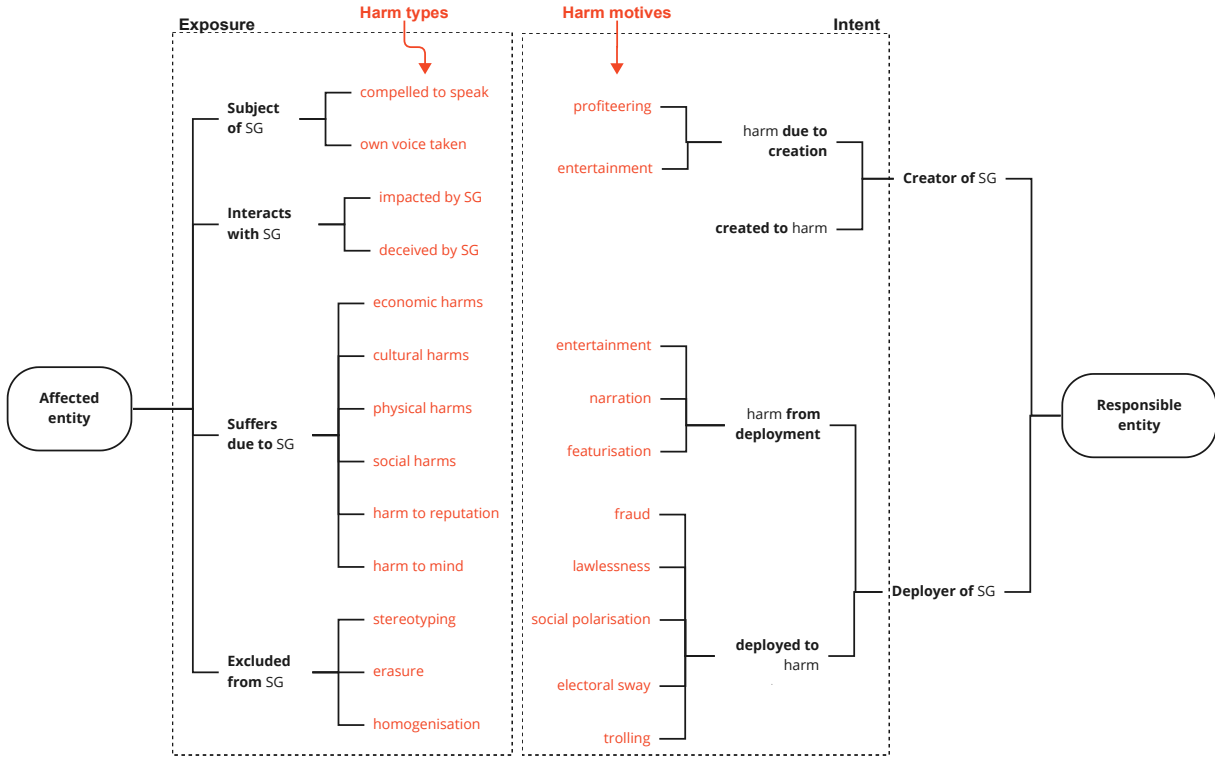 Harm types
Harm motives
Exposure
Intent
Affected
entity
Subject
of SG
compelled to speak
own voice taken
Interacts
with SG
impacted by SG
deceived by SG
Suffers
due to SG
economic harms
cultural harms
physical harms
social harms
harm to reputation
harm to mind
Excluded
from SG
stereotyping
erasure
homogenisation
profiteering
entertainment
harm due to
creation
created to harm
Creator of SG
entertainment
narration
featurisation
harm from
deployment
fraud
lawlessness
social polarisation
electoral sway
trolling
deployed to
harm
Deployer of SG
Responsible
entity